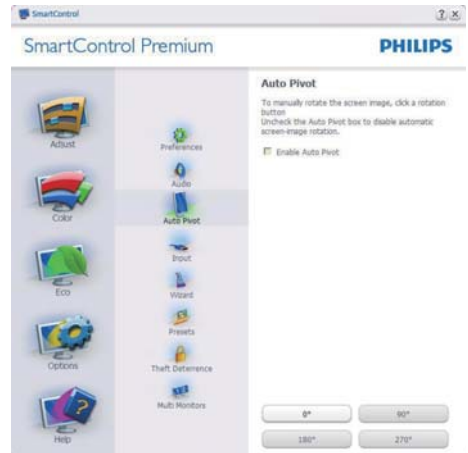 SmartControl
SmartControl Premium
PHILIPS
Adjust
Color
Eco
Options
Help
Preferences
Audio
Auto Pivot
Input
Wizard
Presets
Theft Deterrence
Multi Monitors
Auto Pivot
To manually rotate the screen image, click a rotation
button
Uncheck the Auto Pivot box to disable automatic
screen-image rotation.
Enable Auto Pivot
0°
90°
180°
270°